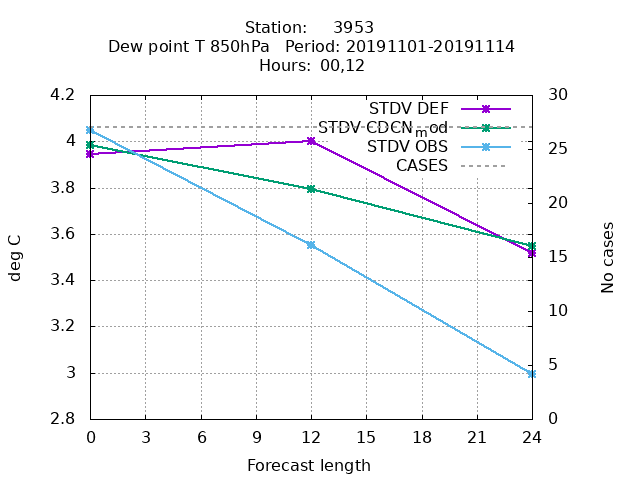 Station: 3953
Dew point T 850hPa Period: 20191101-20191114
Hours: 00,12
4.2
4
3.8
3.6
3.4
3.2
3
2.8
deg C
STDV DEF
STDV CDCNmod
STDV OBS
CASES
30
25
20
15
10
5
0
No cases
0 3 6 9 12 15 18 21 24
Forecast length